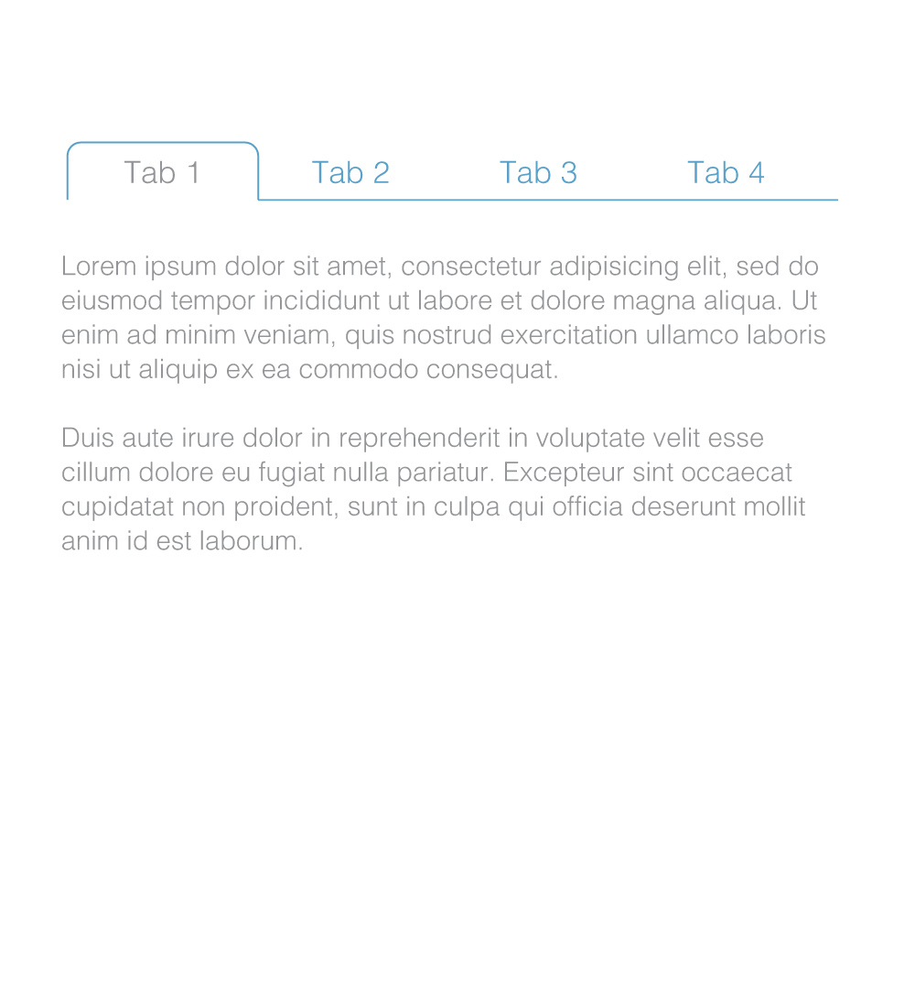 Tab 1 Tab 2 Tab 3 Tab 4
Lorem ipsum dolor sit amet, consectetur adipisicing elit, sed do
eiusmod tempor incididunt ut labore et dolore magna aliqua. Ut
enim ad minim veniam, quis nostrud exercitation ullamco laboris
nisi ut aliquip ex ea commodo consequat.
Duis aute irure dolor in reprehenderit in voluptate velit esse
cillum dolore eu fugiat nulla pariatur. Excepteur sint occaecat
cupidatat non proident, sunt in culpa qui officia deserunt mollit
anim id est laborum.